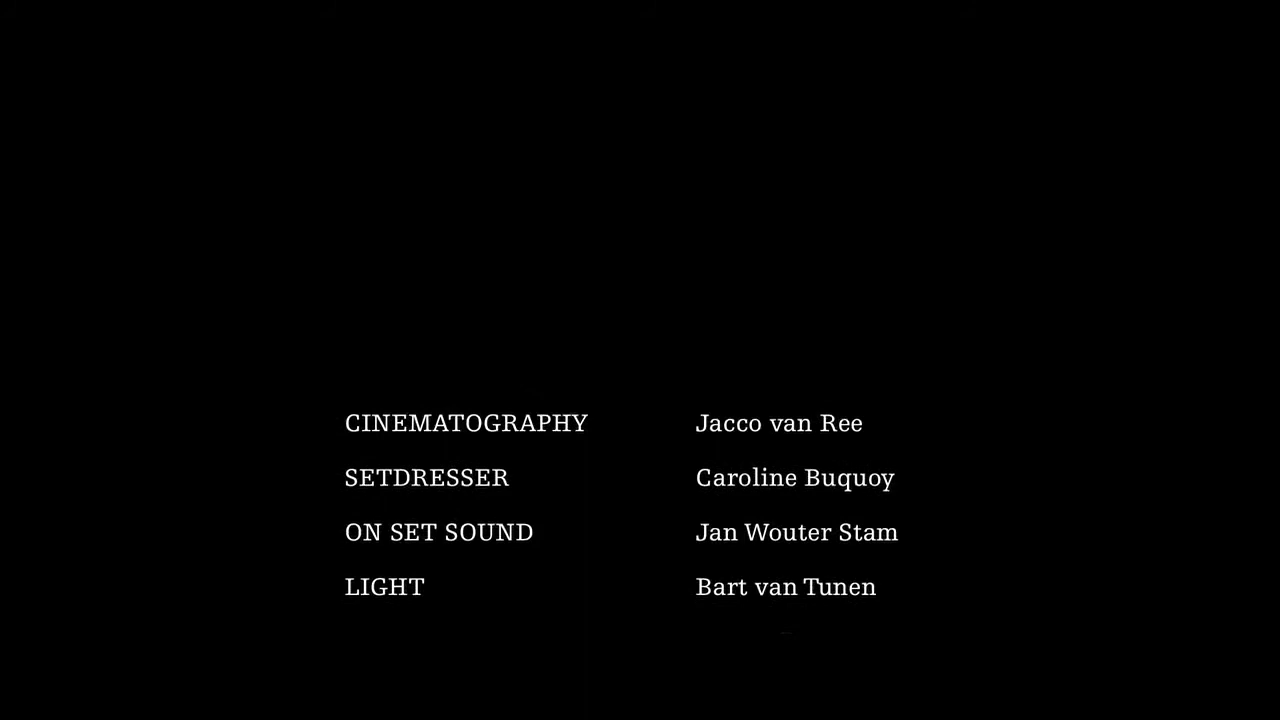 CINEMATOGRAPHY Jacco van Ree
SETDRESSER Caroline Buquoy
ON SET SOUND Jan Wouter Stam
LIGHT Bart van Tunen